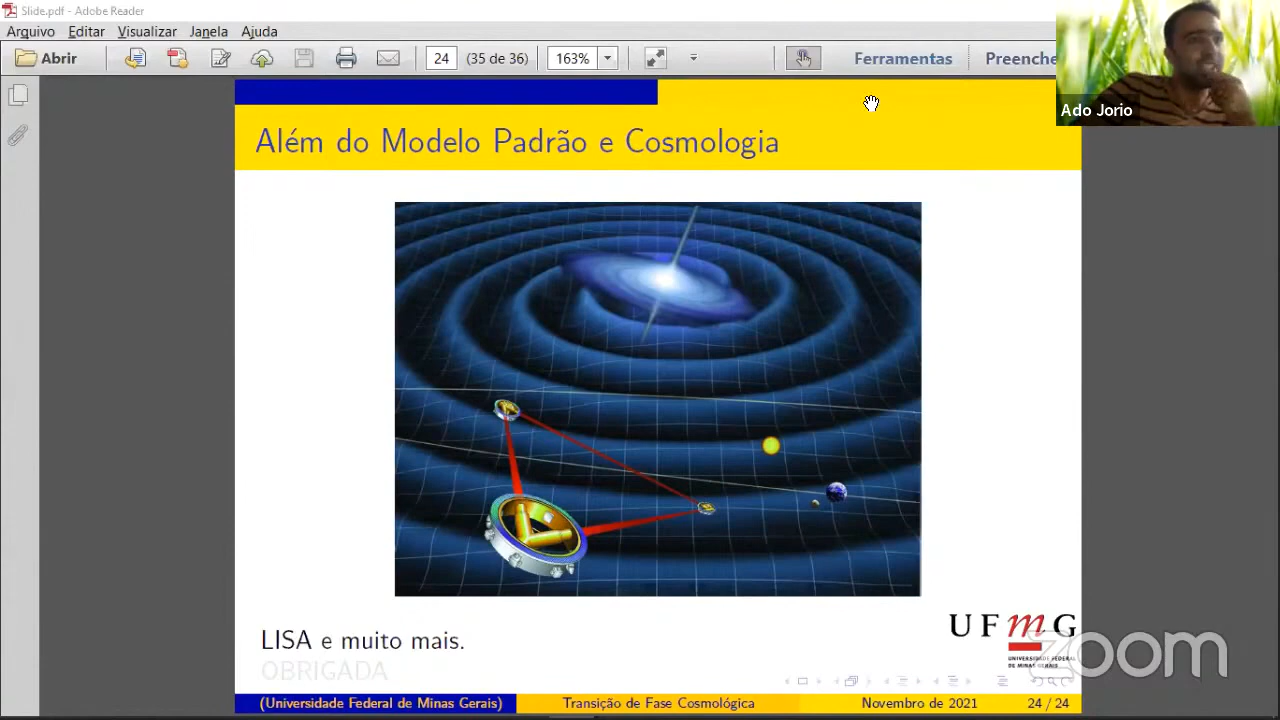 Slide.pdf - Adobe Reader
Arquivo Editar Visualizar Janela Ajuda
Abrir 24 (35 de 36) 163% Ferramentas Preenche
Ado Jorio
Além do Modelo Padrão e Cosmologia
LISA e muito mais.
OBRIGADA
UFmG
UNIVERSIDADE FEDERAL
DE MINAS GERAIS
zoom
(Universidade Federal de Minas Gerais) Transição de Fase Cosmológica Novembro de 2021 24 / 24